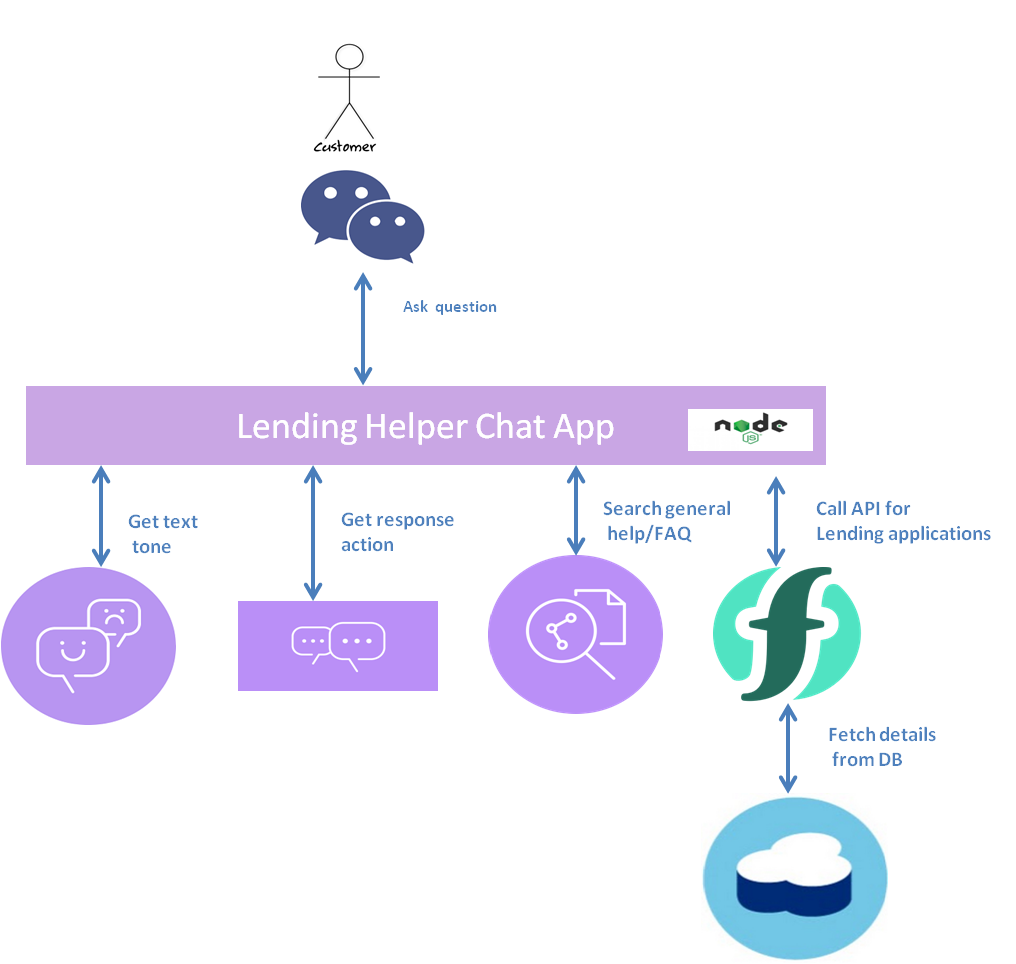 Customer
Ask question
Lending Helper Chat App
node
JS
Get text
tone
Get response
action
Search general
help/FAQ
Call API for
Lending applications
Fetch details
from DB